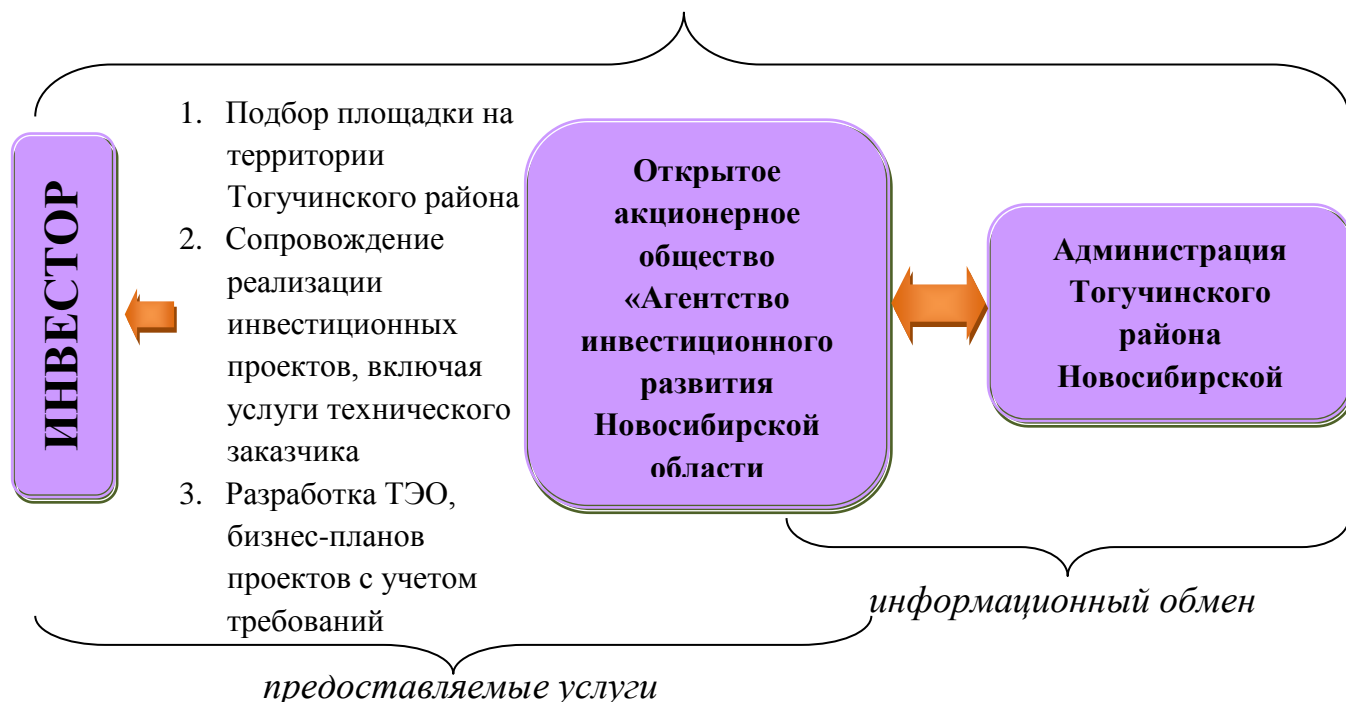 ИНВЕСТОР
1. Подбор площадки на
территории
Тогучинского района
2. Сопровождение
реализации
инвестиционных
проектов, включая
услуги технического
заказчика
3. Разработка ТЭО,
бизнес-планов
проектов с учетом
требований
Открытое
акционерное
общество
«Агентство
инвестиционного
развития
Новосибирской
области
Администрация
Тогучинского
района
Новосибирской
информационный обмен
предоставляемые услуги